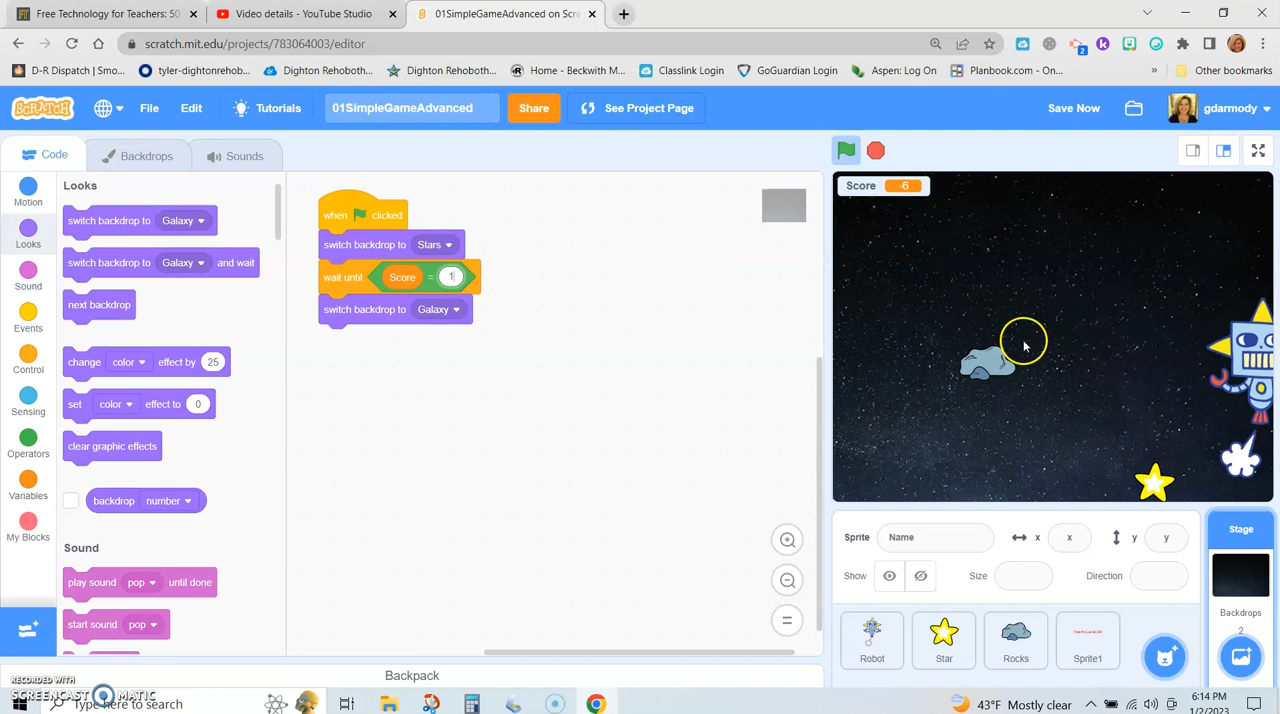 Free Technology for Teachers: 50
Video details - YouTube Studio
01SimpleGameAdvanced on Scra
scratch.mit.edu/projects/783064003/editor
2
D-R Dispatch | Smo...
tyler-dightonrehob...
Dighton Rehoboth...
Dighton Rehobot...
Home - Beckwith M...
Classlink Login
GoGuardian Login
Aspen: Log On
Planbook.com - On...
»
Other bookmarks
SCRATCH
File
Edit
Tutorials
01SimpleGameAdvanced
Share
See Project Page
Save Now
gdarmody
Code
Backdrops
Sounds
Motion
Looks
Sound
Events
Control
Sensing
Operators
Variables
My Blocks
Looks
switch backdrop to Galaxy
switch backdrop to Galaxy and wait
next backdrop
change color effect by 25
set color effect to 0
clear graphic effects
backdrop number
Sound
play sound pop until done
start sound pop
when clicked
switch backdrop to Stars
wait until Score = 1
switch backdrop to Galaxy
Score -6
Sprite Name x x y y
Show Size Direction
Robot
Star
Rocks
Sprite1
Stage
Backdrops
2
Backpack
RECORDED WITH
SCREENCAST MATIC
Type here to search
43°F Mostly clear
6:14 PM
1/2/2023